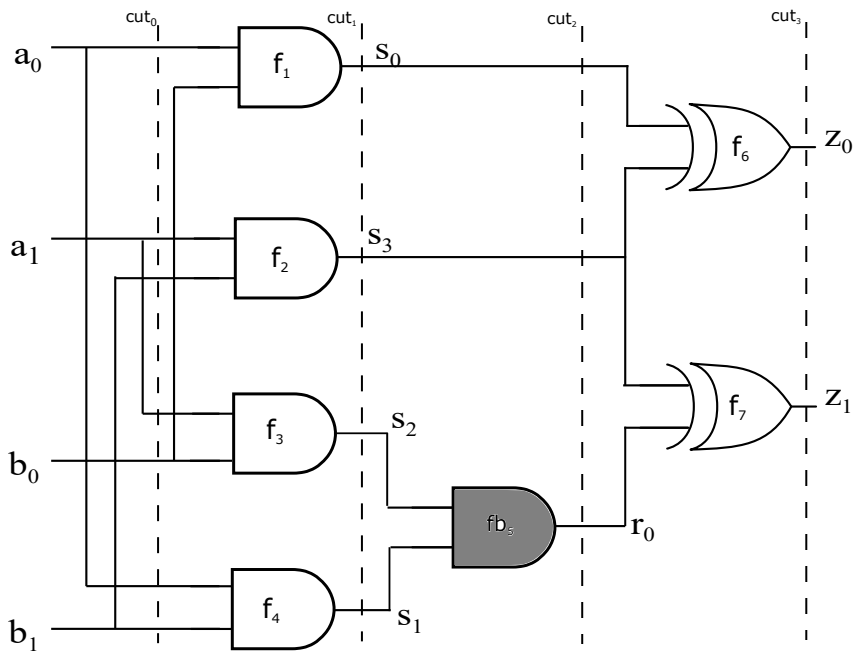 cut₀ cut₁ cut₂ cut₃
a₀ f₁ s₀
f₆ z₀
a₁ f₂ s₃
f₇ z₁
b₀ f₃ s₂
fb₅ r₀
b₁ f₄ s₁